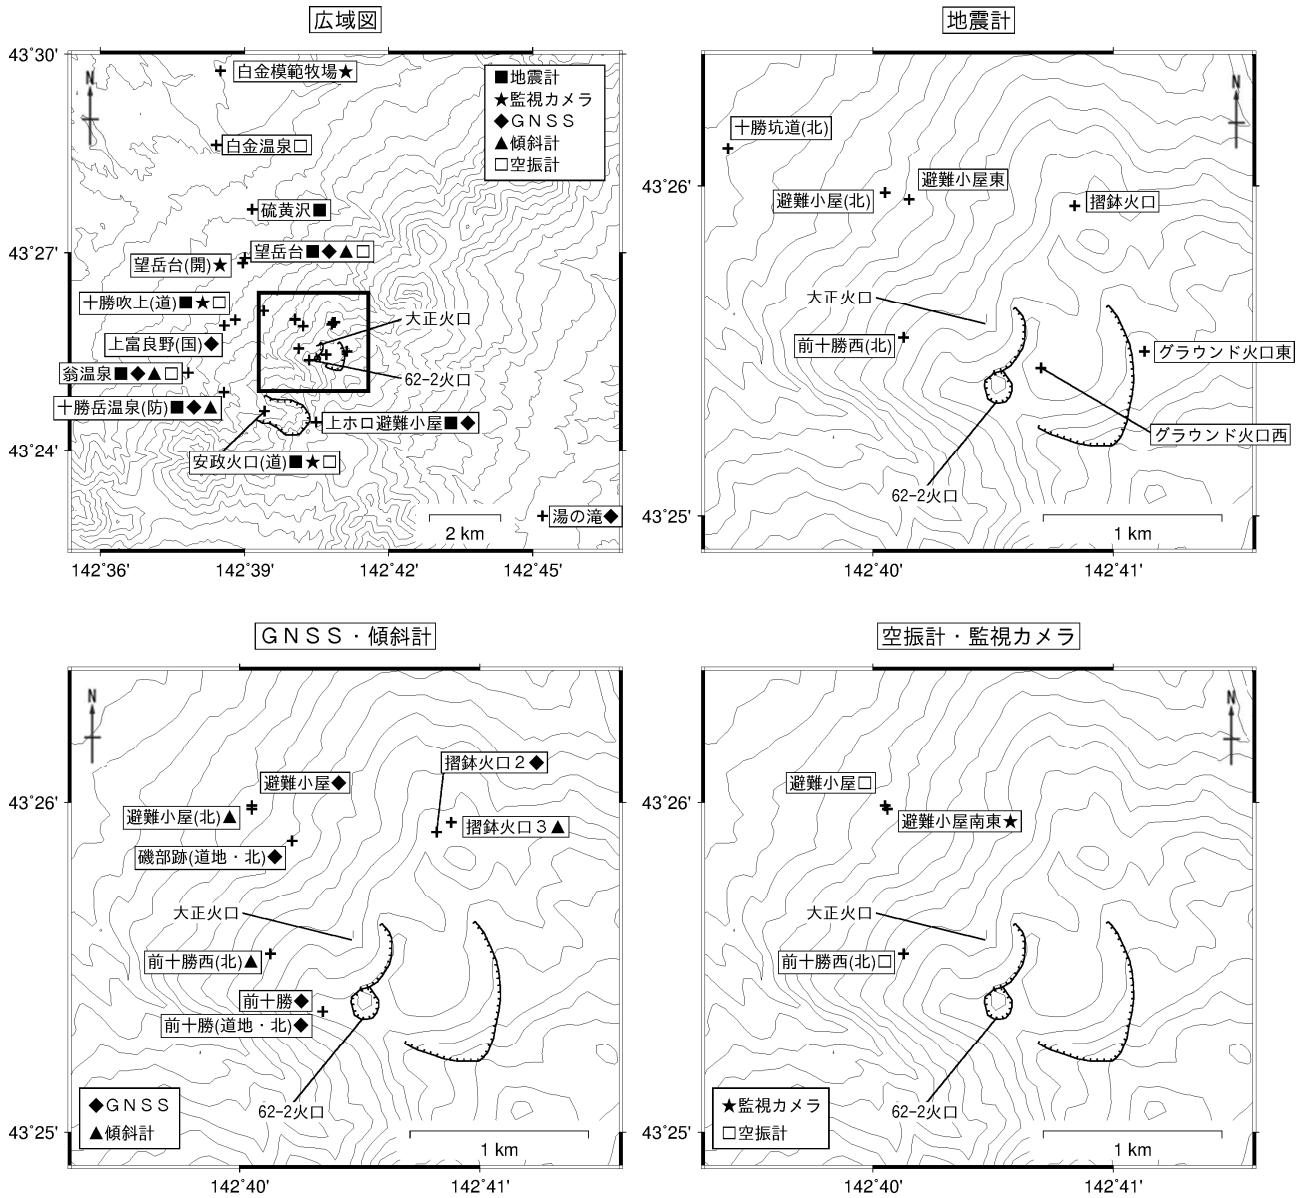 広域図
43°30'
43°27'
43°24'
142°36'
142°39'
142°42'
142°45'
N
■地震計
★監視カメラ
◆ＧＮＳＳ
▲傾斜計
□空振計
白金模範牧場★
白金温泉□
硫黄沢■
望岳台■◆▲□
望岳台(開)★
十勝吹上(道)■★□
上富良野(国)◆
翁温泉■◆▲□
十勝岳温泉(防)■◆▲
大正火口
62-2火口
上ホロ避難小屋■◆
安政火口(道)■★□
湯の滝◆
2 km
地震計
43°26'
43°25'
142°40'
142°41'
N
十勝坑道(北)
避難小屋東
避難小屋(北)
摺鉢火口
大正火口
前十勝西(北)
グラウンド火口東
グラウンド火口西
62-2火口
1 km
ＧＮＳＳ・傾斜計
43°26'
43°25'
142°40'
142°41'
N
摺鉢火口２◆
避難小屋◆
避難小屋(北)▲
摺鉢火口３▲
磯部跡(道地・北)◆
大正火口
前十勝西(北)▲
前十勝◆
前十勝(道地・北)◆
62-2火口
◆ＧＮＳＳ
▲傾斜計
1 km
空振計・監視カメラ
43°26'
43°25'
142°40'
142°41'
N
避難小屋□
避難小屋南東★
大正火口
前十勝西(北)□
62-2火口
★監視カメラ
□空振計
1 km